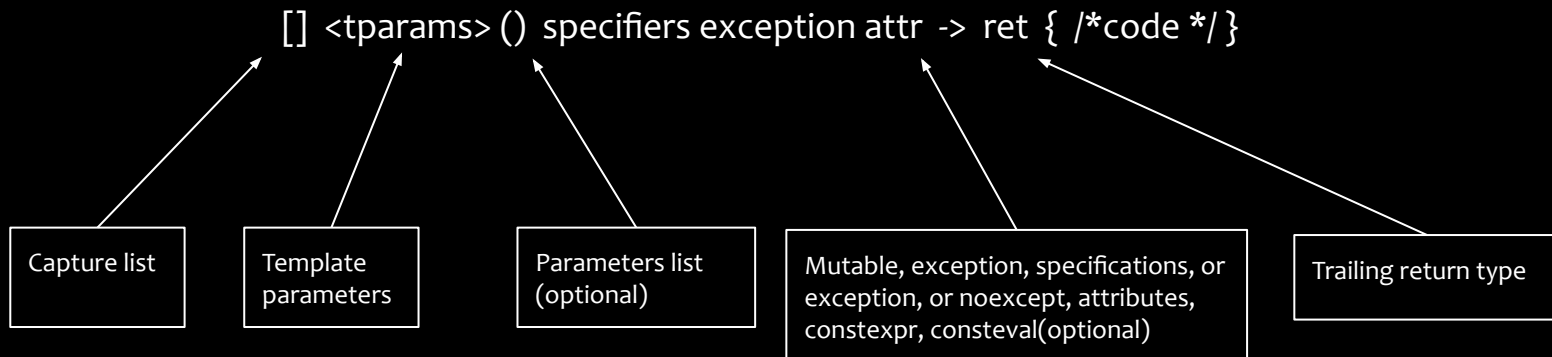 [] <tparams> () specifiers exception attr -> ret { /*code */ }
Capture list
Template
parameters
Parameters list
(optional)
Mutable, exception, specifications, or
exception, or noexcept, attributes,
constexpr, consteval(optional)
Trailing return type